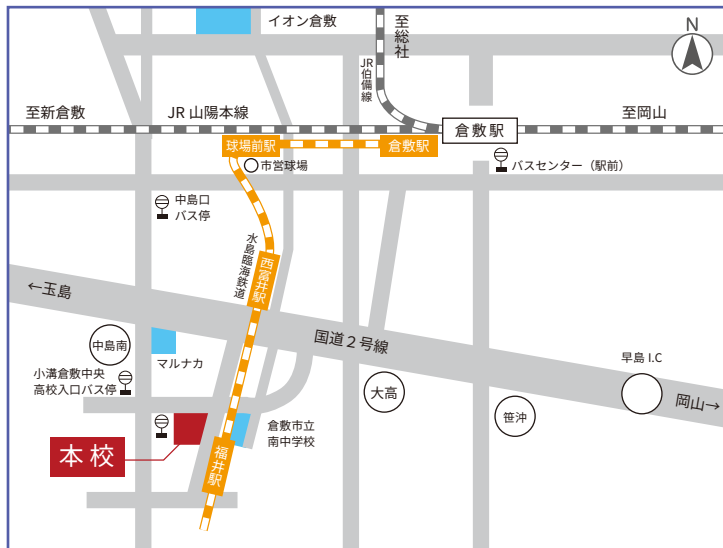 イオン倉敷
至総社
N
JR伯備線
至新倉敷
JR 山陽本線
倉敷駅
至岡山
球場前駅
倉敷駅
市営球場
バスセンター（駅前）
中島口
バス停
水島臨海鉄道
西富井駅
←玉島
国道２号線
中島南
マルナカ
早島 I.C
小溝倉敷中央
高校入口バス停
大高
岡山→
笹沖
倉敷市立
南中学校
本校
福井駅